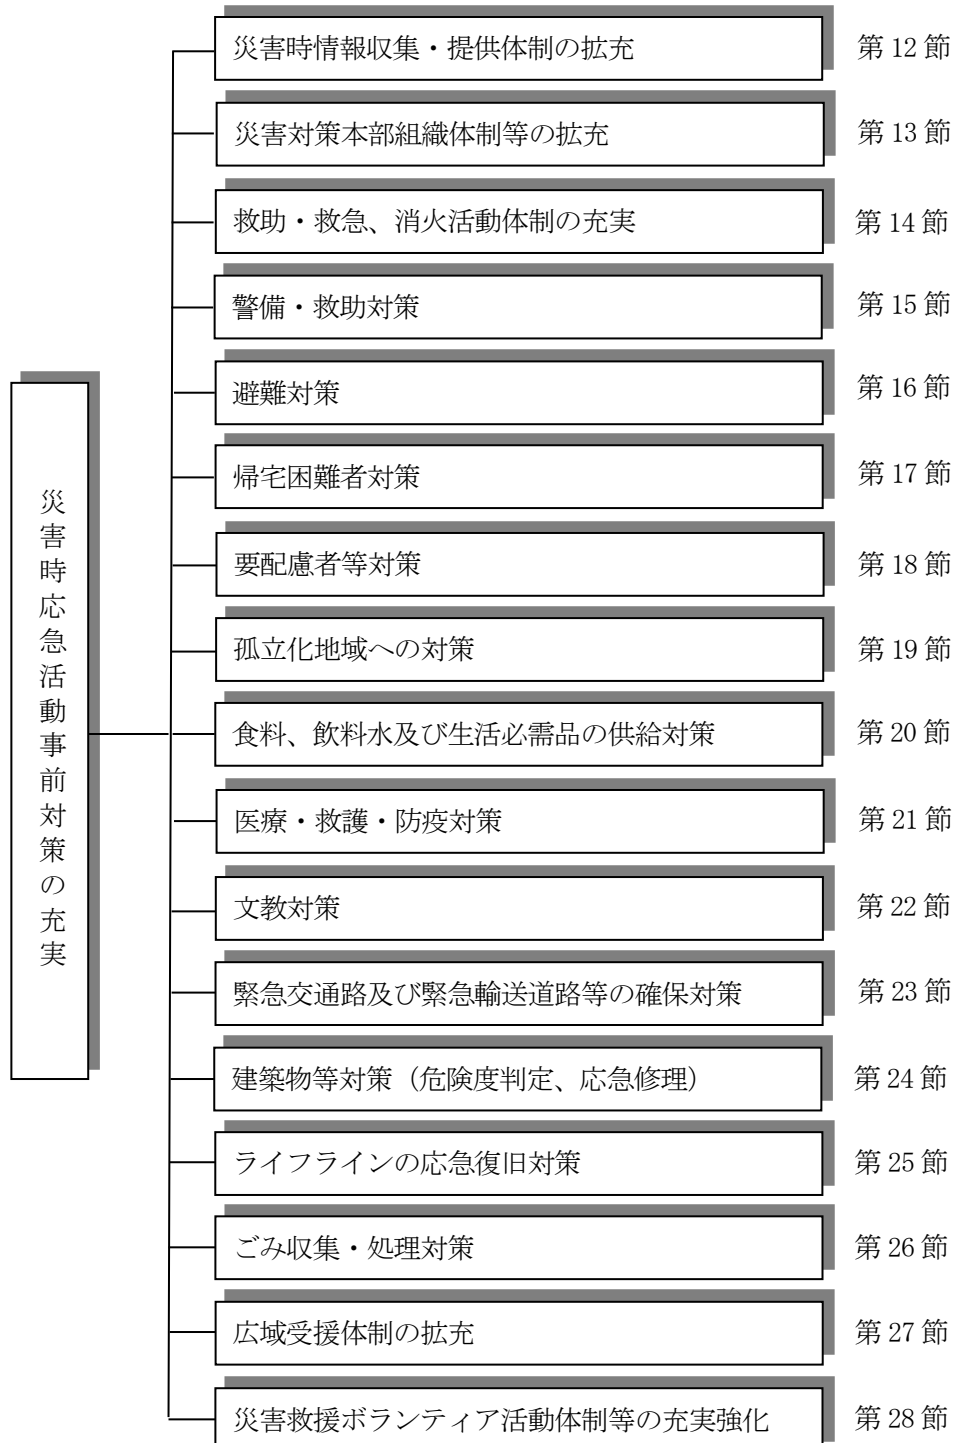 災害時情報収集・提供体制の拡充 第12節
災害対策本部組織体制等の拡充 第13節
救助・救急、消火活動体制の充実 第14節
警備・救助対策 第15節
避難対策 第16節
帰宅困難者対策 第17節
要配慮者等対策 第18節
孤立化地域への対策 第19節
災害時応急活動事前対策の充実
食料、飲料水及び生活必需品の供給対策 第20節
医療・救護・防疫対策 第21節
文教対策 第22節
緊急交通路及び緊急輸送道路等の確保対策 第23節
建築物等対策（危険度判定、応急修理） 第24節
ライフラインの応急復旧対策 第25節
ごみ収集・処理対策 第26節
広域受援体制の拡充 第27節
災害救援ボランティア活動体制等の充実強化 第28節